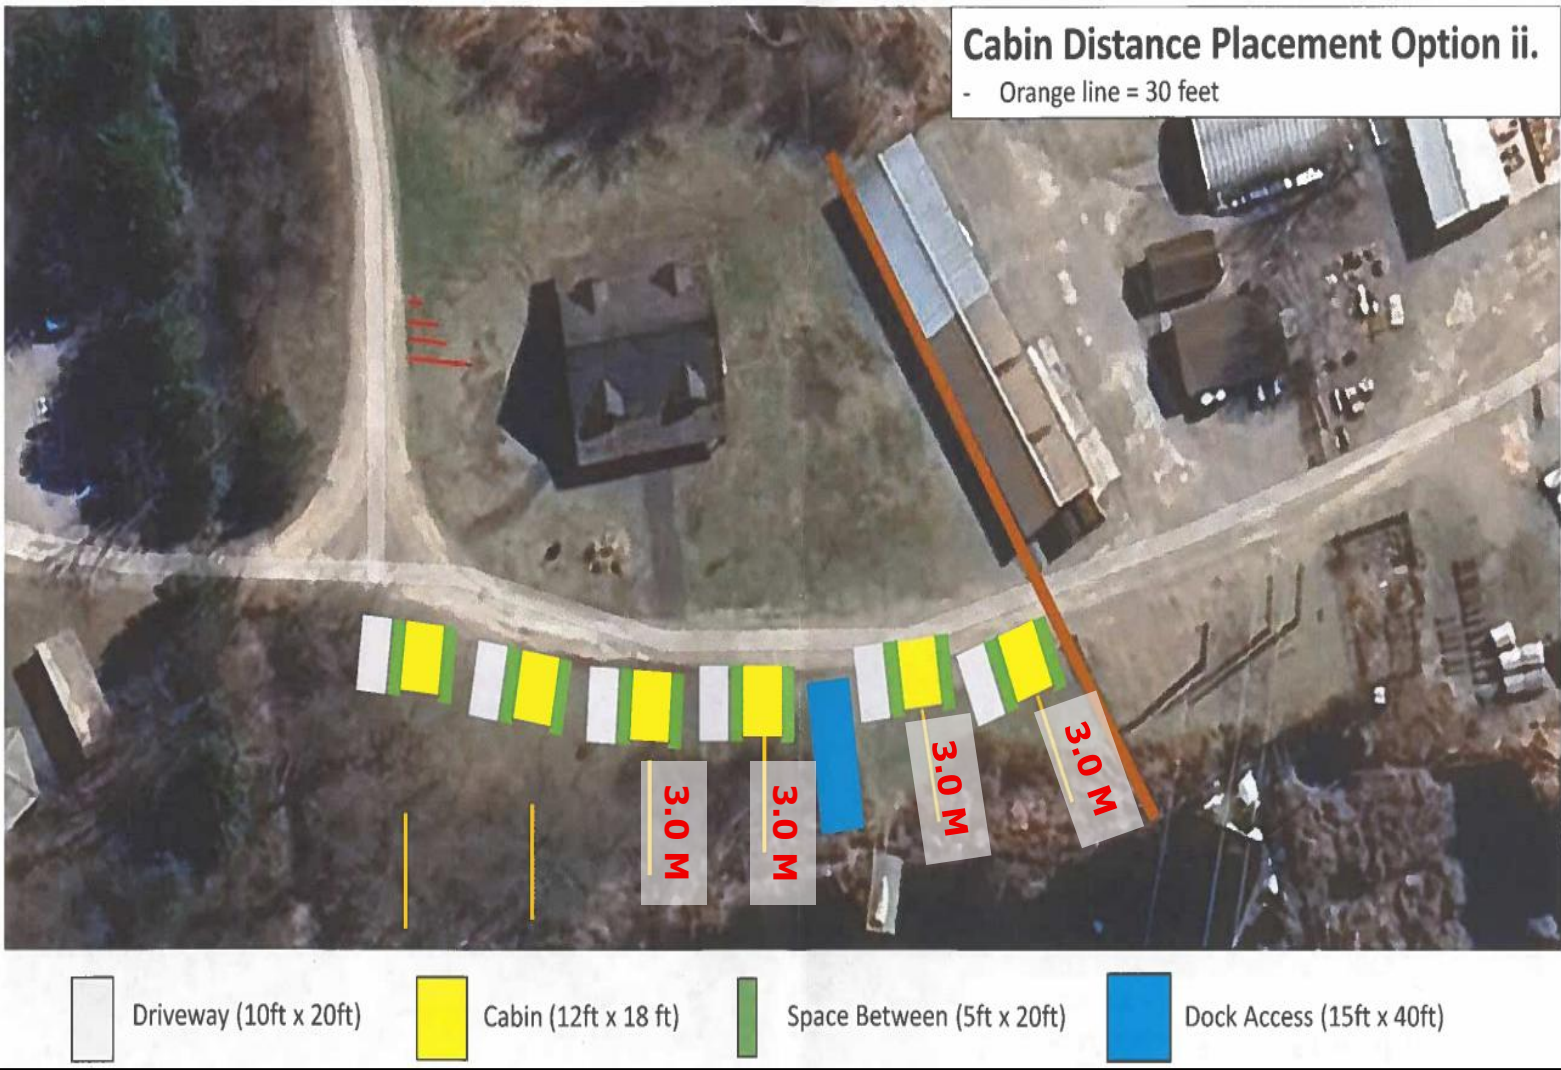 Cabin Distance Placement Option ii.
- Orange line = 30 feet
3.0 M
3.0 M
3.0 M
3.0 M
Driveway (10ft x 20ft)
Cabin (12ft x 18 ft)
Space Between (5ft x 20ft)
Dock Access (15ft x 40ft)